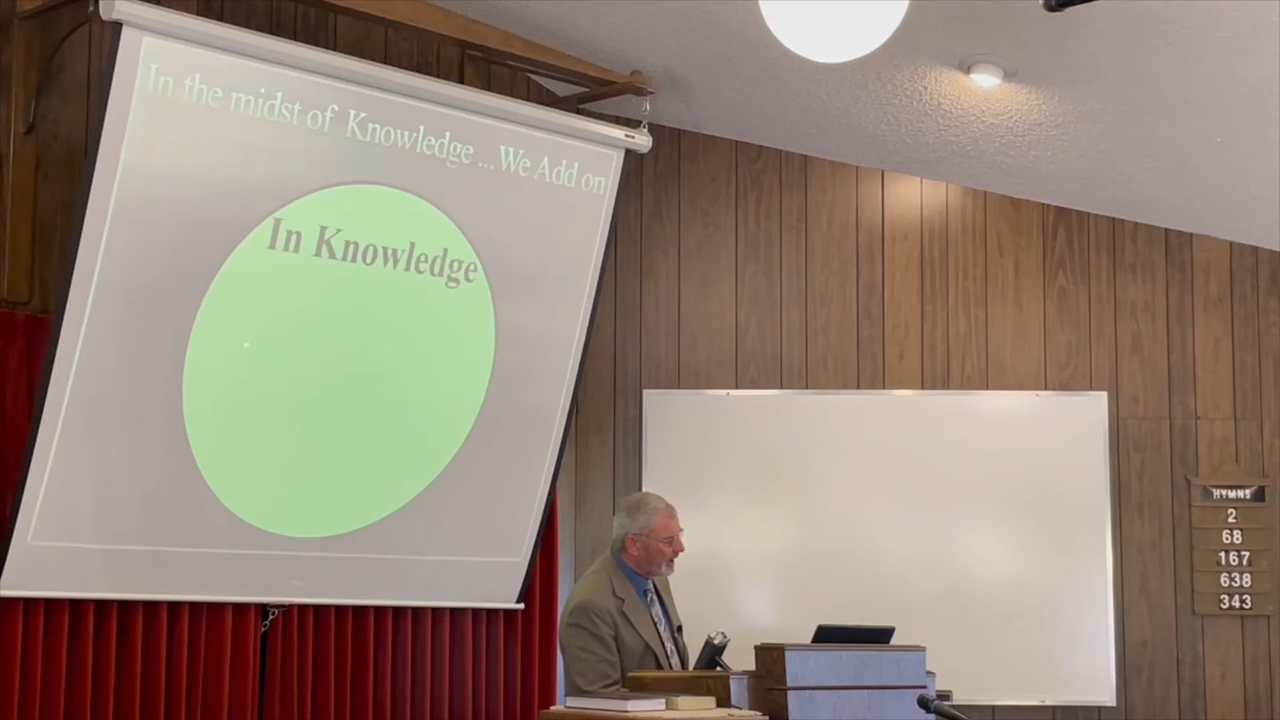 In the midst of Knowledge ... We Add on
In Knowledge
HYMNS
2
68
167
638
343